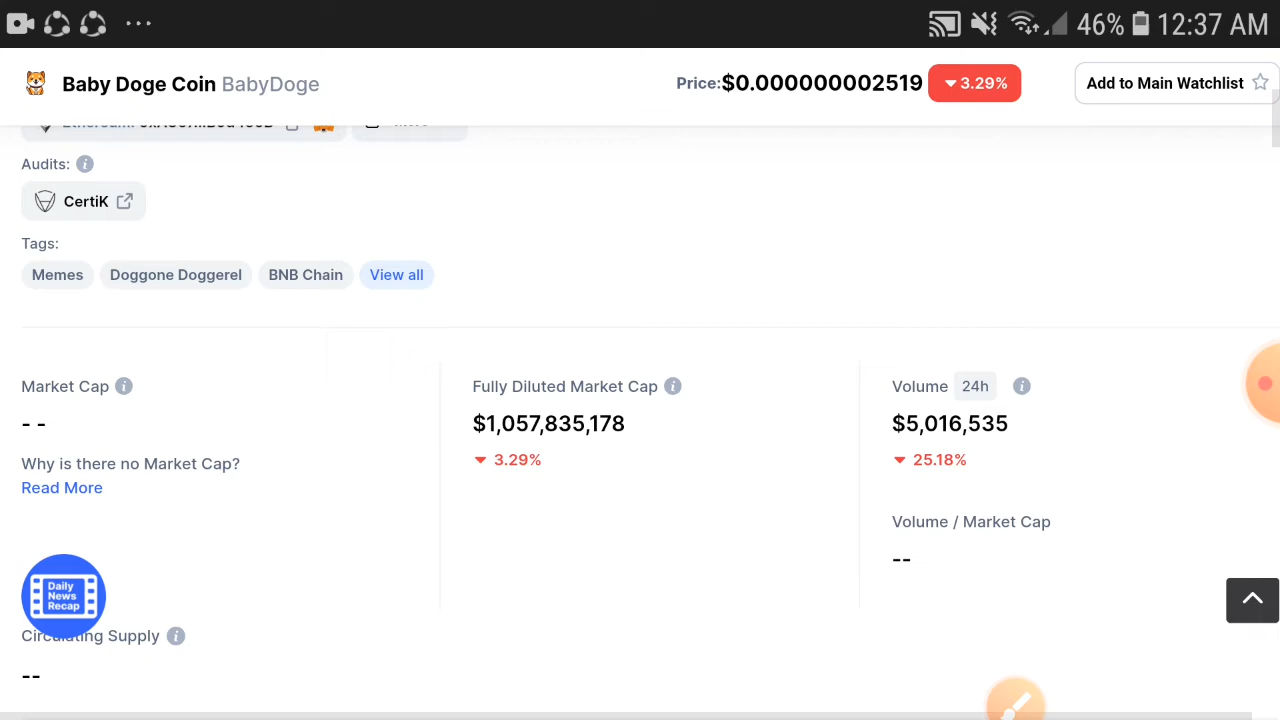 46% 12:37 AM
Baby Doge Coin BabyDoge Price:$0.000000002519 3.29% Add to Main Watchlist
Audits:
CertiK
Tags:
Memes Doggone Doggerel BNB Chain View all
Market Cap Fully Diluted Market Cap Volume 24h
- - $1,057,835,178 $5,016,535
3.29% 25.18%
Why is there no Market Cap?
Read More
Volume / Market Cap
--
Daily
News
Recap
Circulating Supply
--